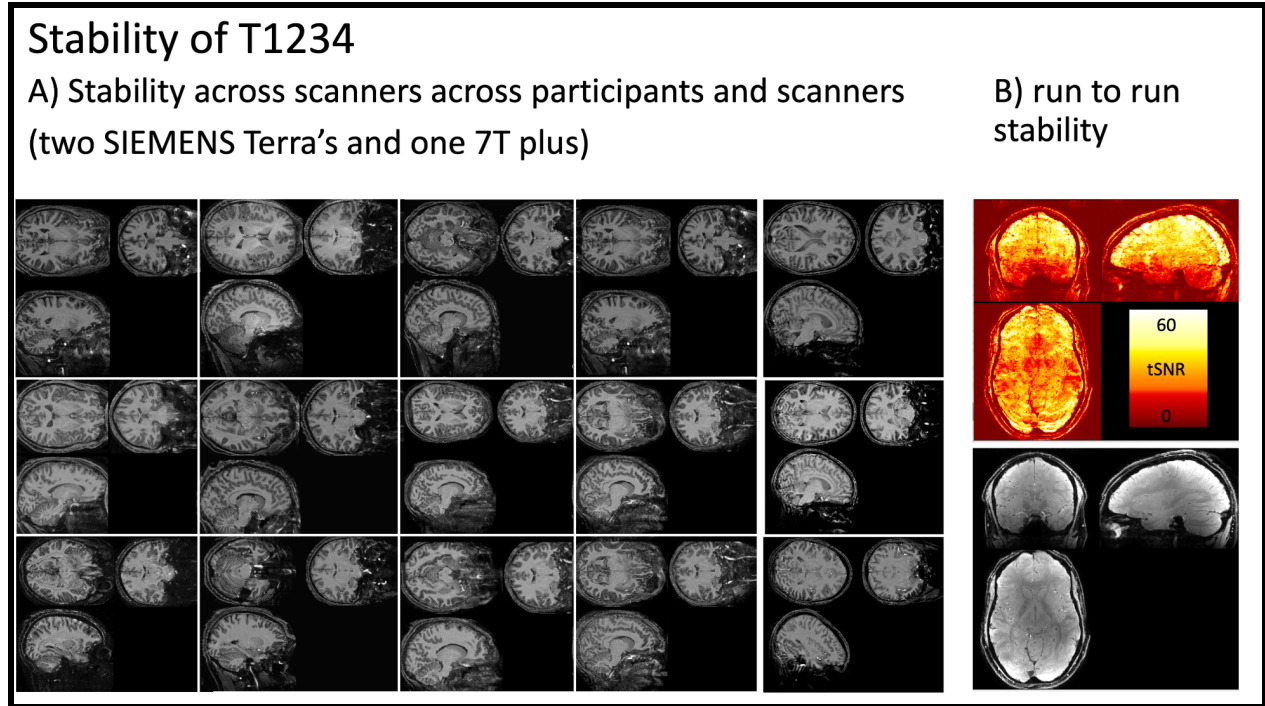 Stability of T1234
A) Stability across scanners across participants and scanners
(two SIEMENS Terra’s and one 7T plus)
B) run to run
stability
60
tSNR
0